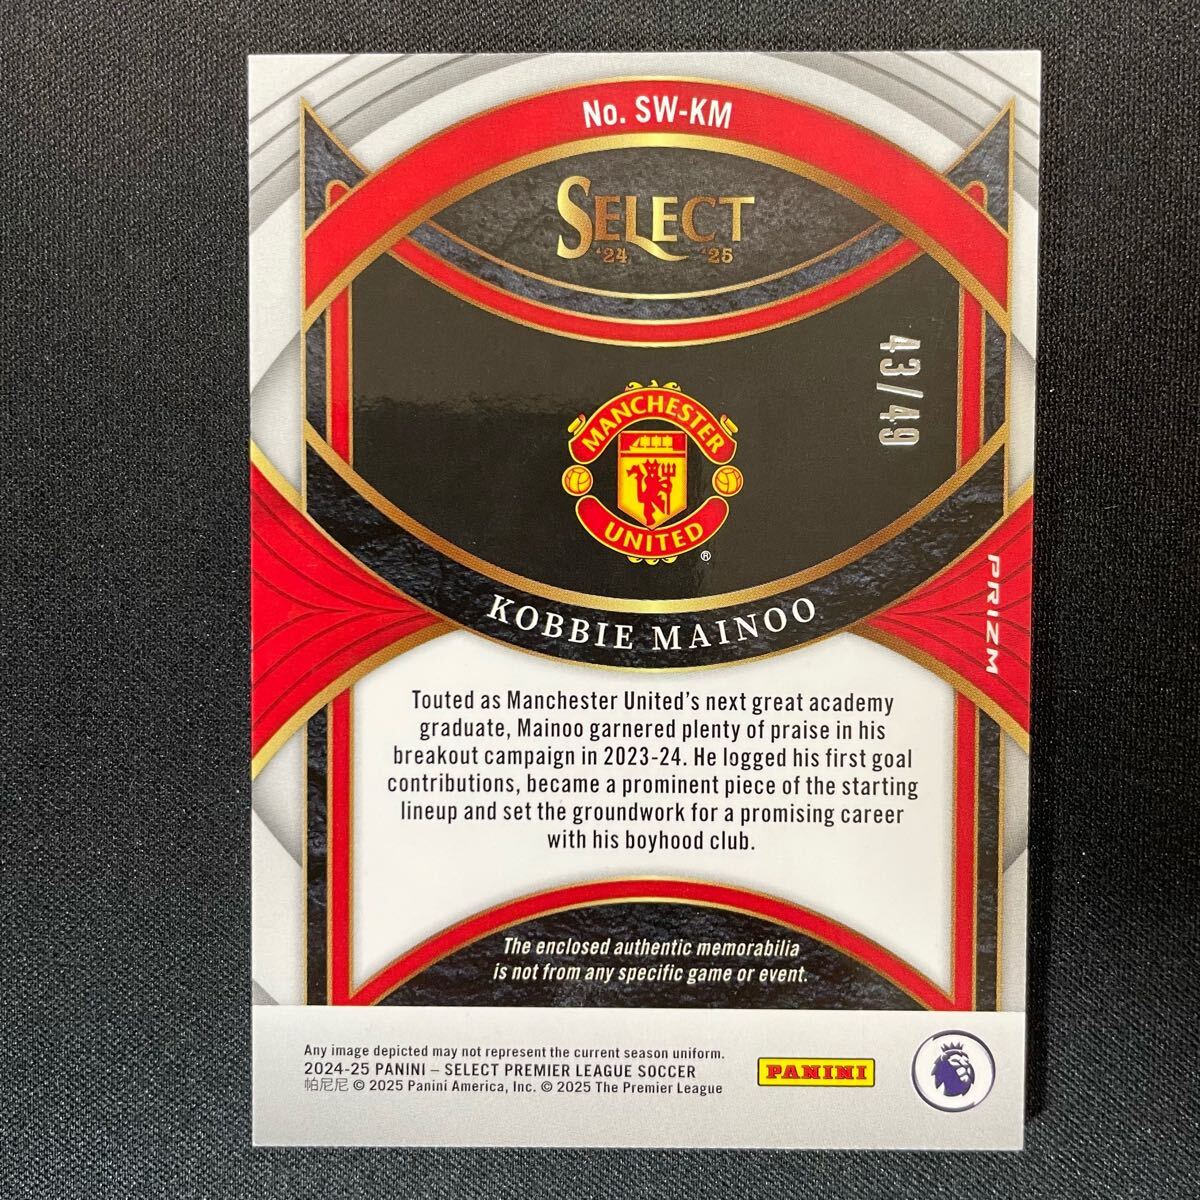 No. SW-KM
SELECT
'24 '25
43/49
MANCHESTER
UNITED
®
PRIZM
KOBBIE MAINOO
Touted as Manchester United's next great academy
graduate, Mainoo garnered plenty of praise in his
breakout campaign in 2023-24. He logged his first goal
contributions, became a prominent piece of the starting
lineup and set the groundwork for a promising career
with his boyhood club.
The enclosed authentic memorabilia
is not from any specific game or event.
Any image depicted may not represent the current season uniform.
2024-25 PANINI – SELECT PREMIER LEAGUE SOCCER
帕尼尼 © 2025 Panini America, Inc. © 2025 The Premier League
PANINI